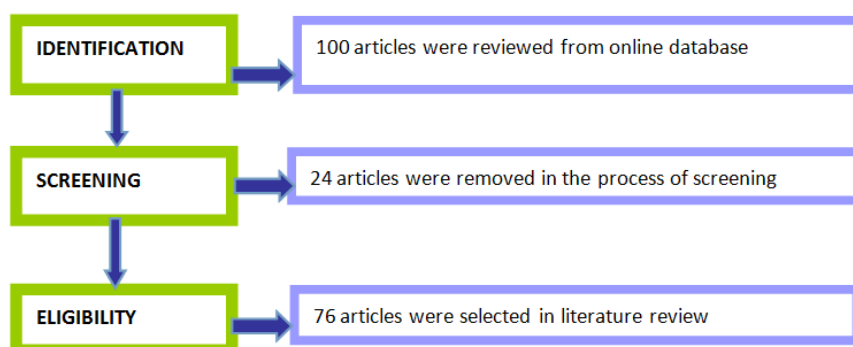 IDENTIFICATION
100 articles were reviewed from online database
SCREENING
24 articles were removed in the process of screening
ELIGIBILITY
76 articles were selected in literature review